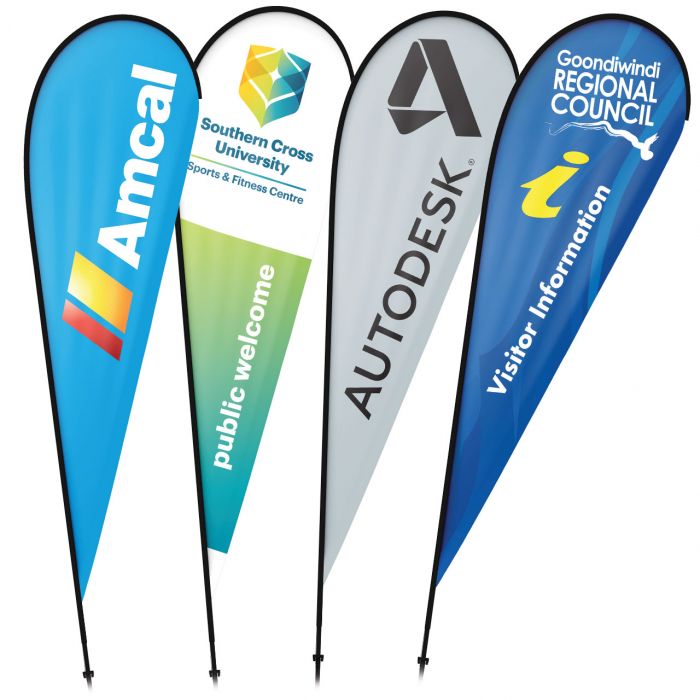 Amcal
Southern Cross
University
Sports & Fitness Centre
public welcome
AUTODESK®
Goondiwindi
REGIONAL
COUNCIL
i
Visitor Information